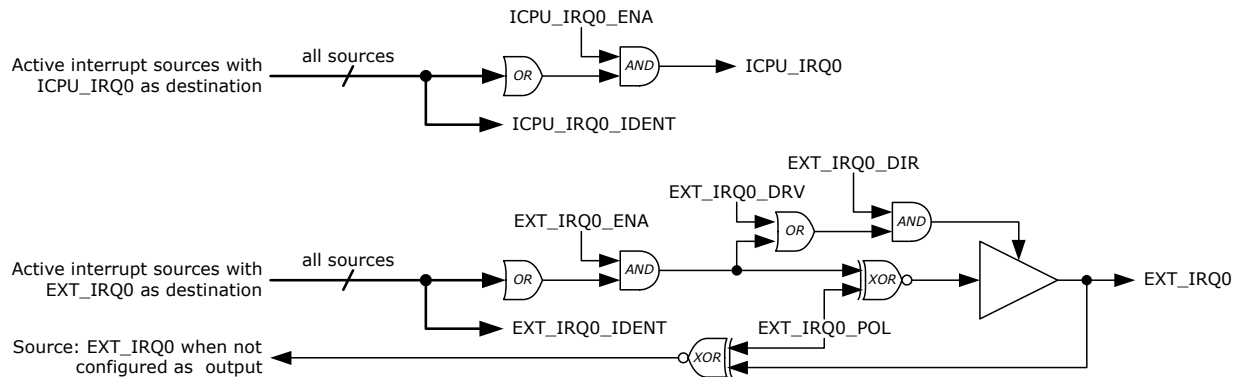 ICPU_IRQ0_ENA
Active interrupt sources with
ICPU_IRQ0 as destination
all sources
OR
AND
ICPU_IRQ0
ICPU_IRQ0_IDENT
EXT_IRQ0_DIR
EXT_IRQ0_DRV
EXT_IRQ0_ENA
OR
AND
Active interrupt sources with
EXT_IRQ0 as destination
all sources
OR
AND
XOR
EXT_IRQ0
EXT_IRQ0_IDENT
EXT_IRQ0_POL
Source: EXT_IRQ0 when not
configured as output
XOR